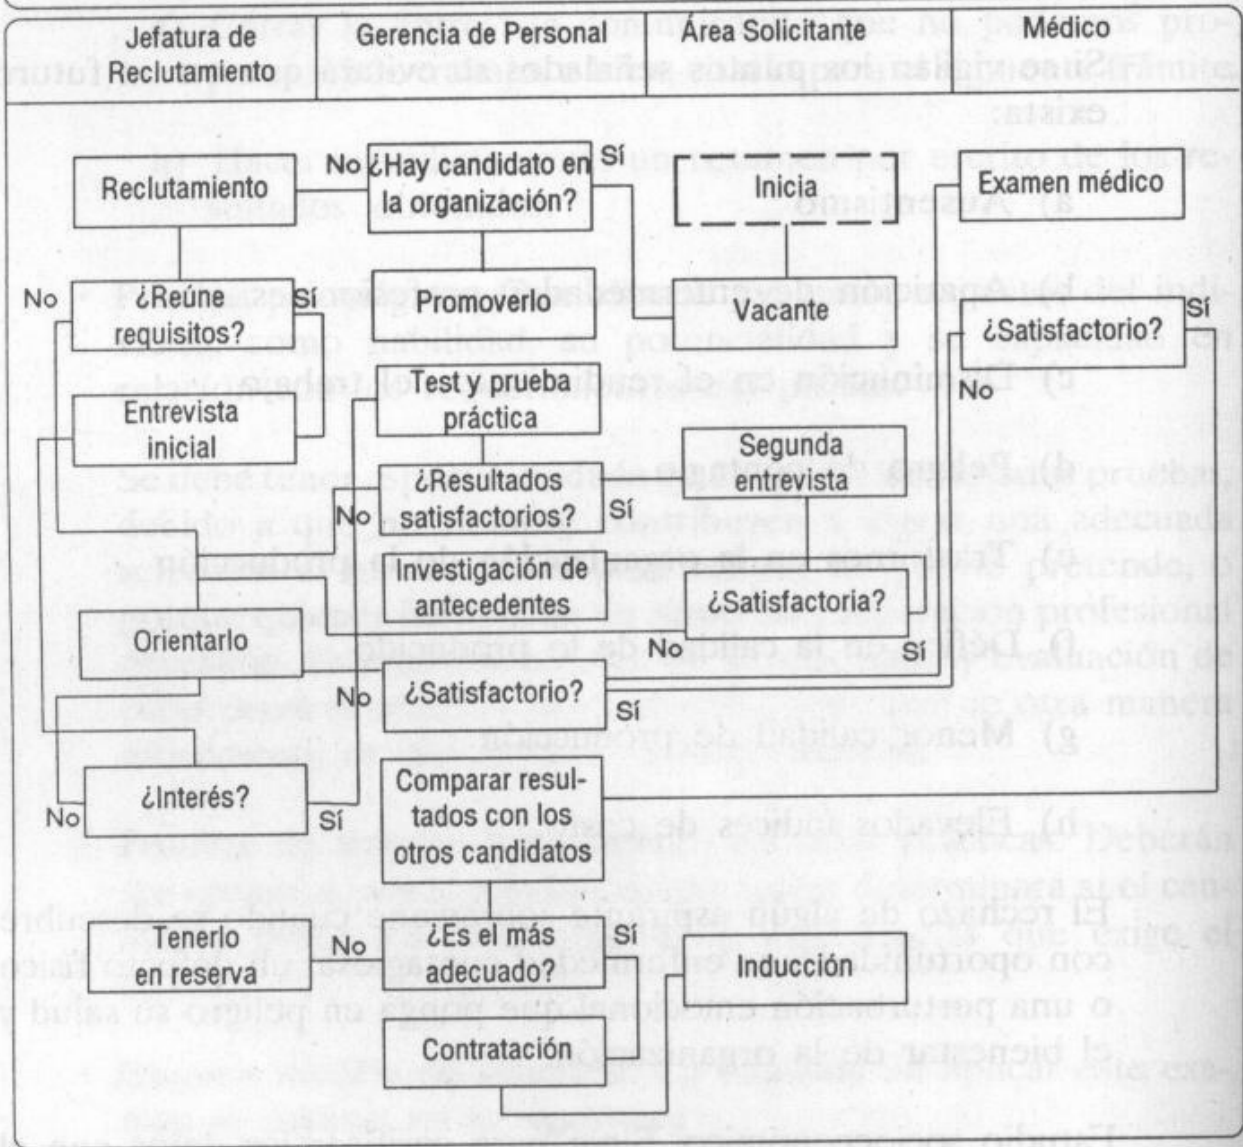 Jefatura de
Reclutamiento
Gerencia de Personal
Área Solicitante
Médico
Reclutamiento
No
¿Hay candidato en
la organización?
Sí
Inicia
Examen médico
No
¿Reúne
requisitos?
Sí
Promoverlo
Vacante
¿Satisfactorio?
Sí
No
Entrevista
inicial
Test y prueba
práctica
Segunda
entrevista
¿Resultados
satisfactorios?
No
Sí
Investigación de
antecedentes
¿Satisfactoria?
No
Sí
Orientarlo
¿Satisfactorio?
No
Sí
¿Interés?
No
Sí
Comparar resul-
tados con los
otros candidatos
Tenerlo
en reserva
No
¿Es el más
adecuado?
Sí
Inducción
Contratación